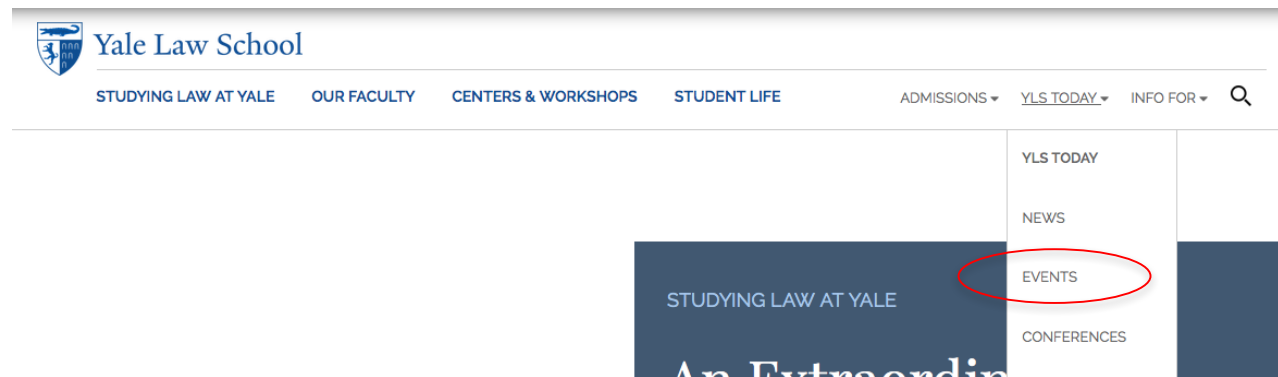 Yale Law School
STUDYING LAW AT YALE OUR FACULTY CENTERS & WORKSHOPS STUDENT LIFE ADMISSIONS YLS TODAY INFO FOR
YLS TODAY
NEWS
EVENTS
STUDYING LAW AT YALE
CONFERENCES
An